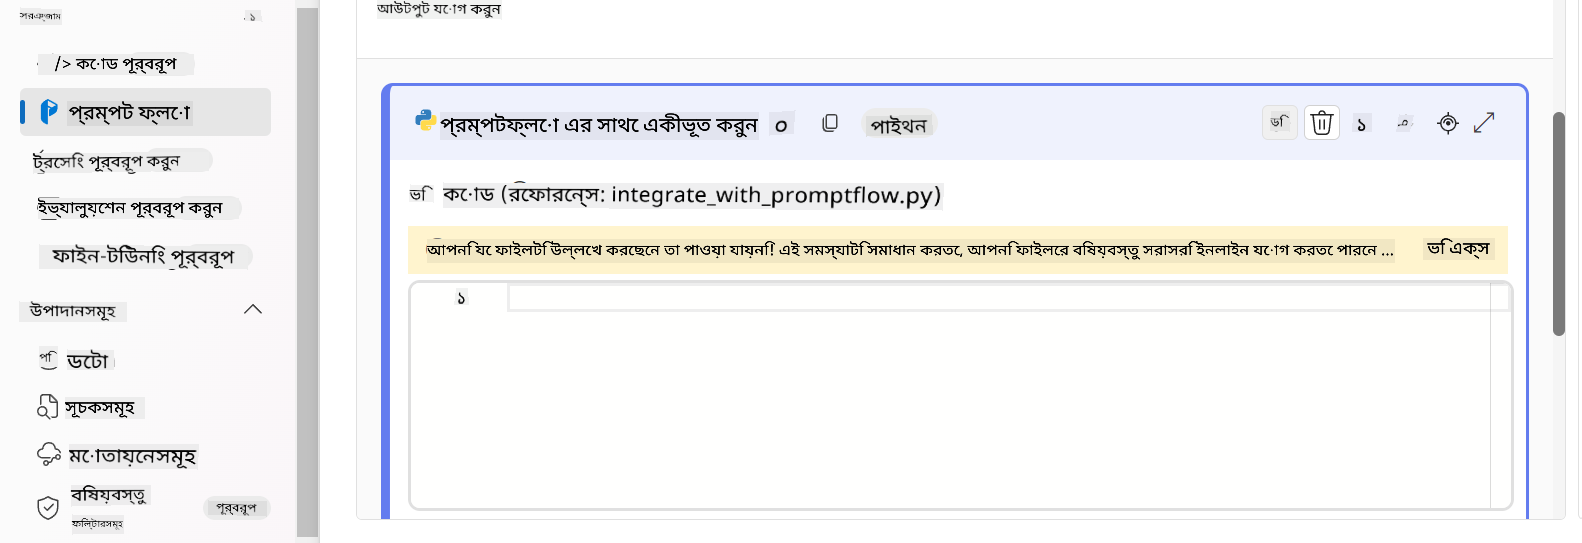 সরঞ্জাম
</> কোড পূর্বরূপ
প্রম্পট ফ্লো
ট্রেসিং পূর্বরূপ করুন
ইভ্যালুয়েশন পূর্বরূপ করুন
ফাইন-টিউনিং পূর্বরূপ
উপাদানসমূহ
ডেটা
সূচকসমূহ
মোতায়েনসমূহ
বিষয়বস্তু
ফিল্টারসমূহ
পূর্বরূপ
আউটপুট যোগ করুন
প্রম্পটফ্লো এর সাথে একীভূত করুন ০ পাইথন
ভি ১
ভি কোড (রেফারেন্স: integrate_with_promptflow.py)
আপনি যে ফাইলটি উল্লেখ করেছেন তা পাওয়া যায়নি! এই সমস্যাটি সমাধান করতে, আপনি ফাইলের বিষয়বস্তু সরাসরি ইনলাইন যোগ করতে পারেন ... ভি এক্স
১